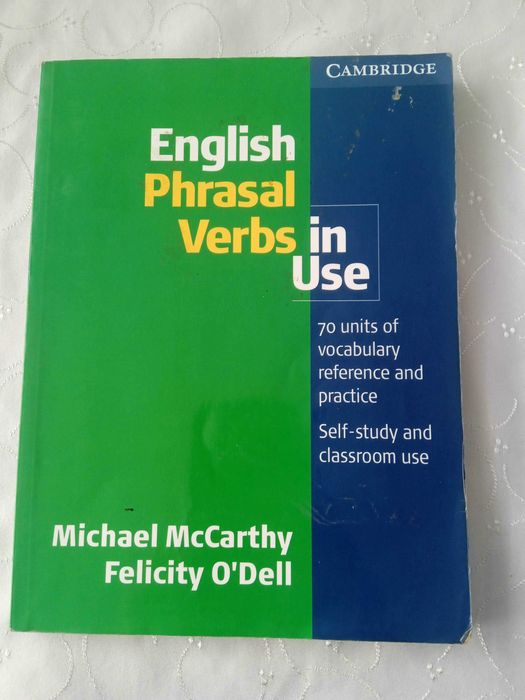 CAMBRIDGE
English
Phrasal
Verbs in
Use
70 units of
vocabulary
reference and
practice
Self-study and
classroom use
Michael McCarthy
Felicity O'Dell